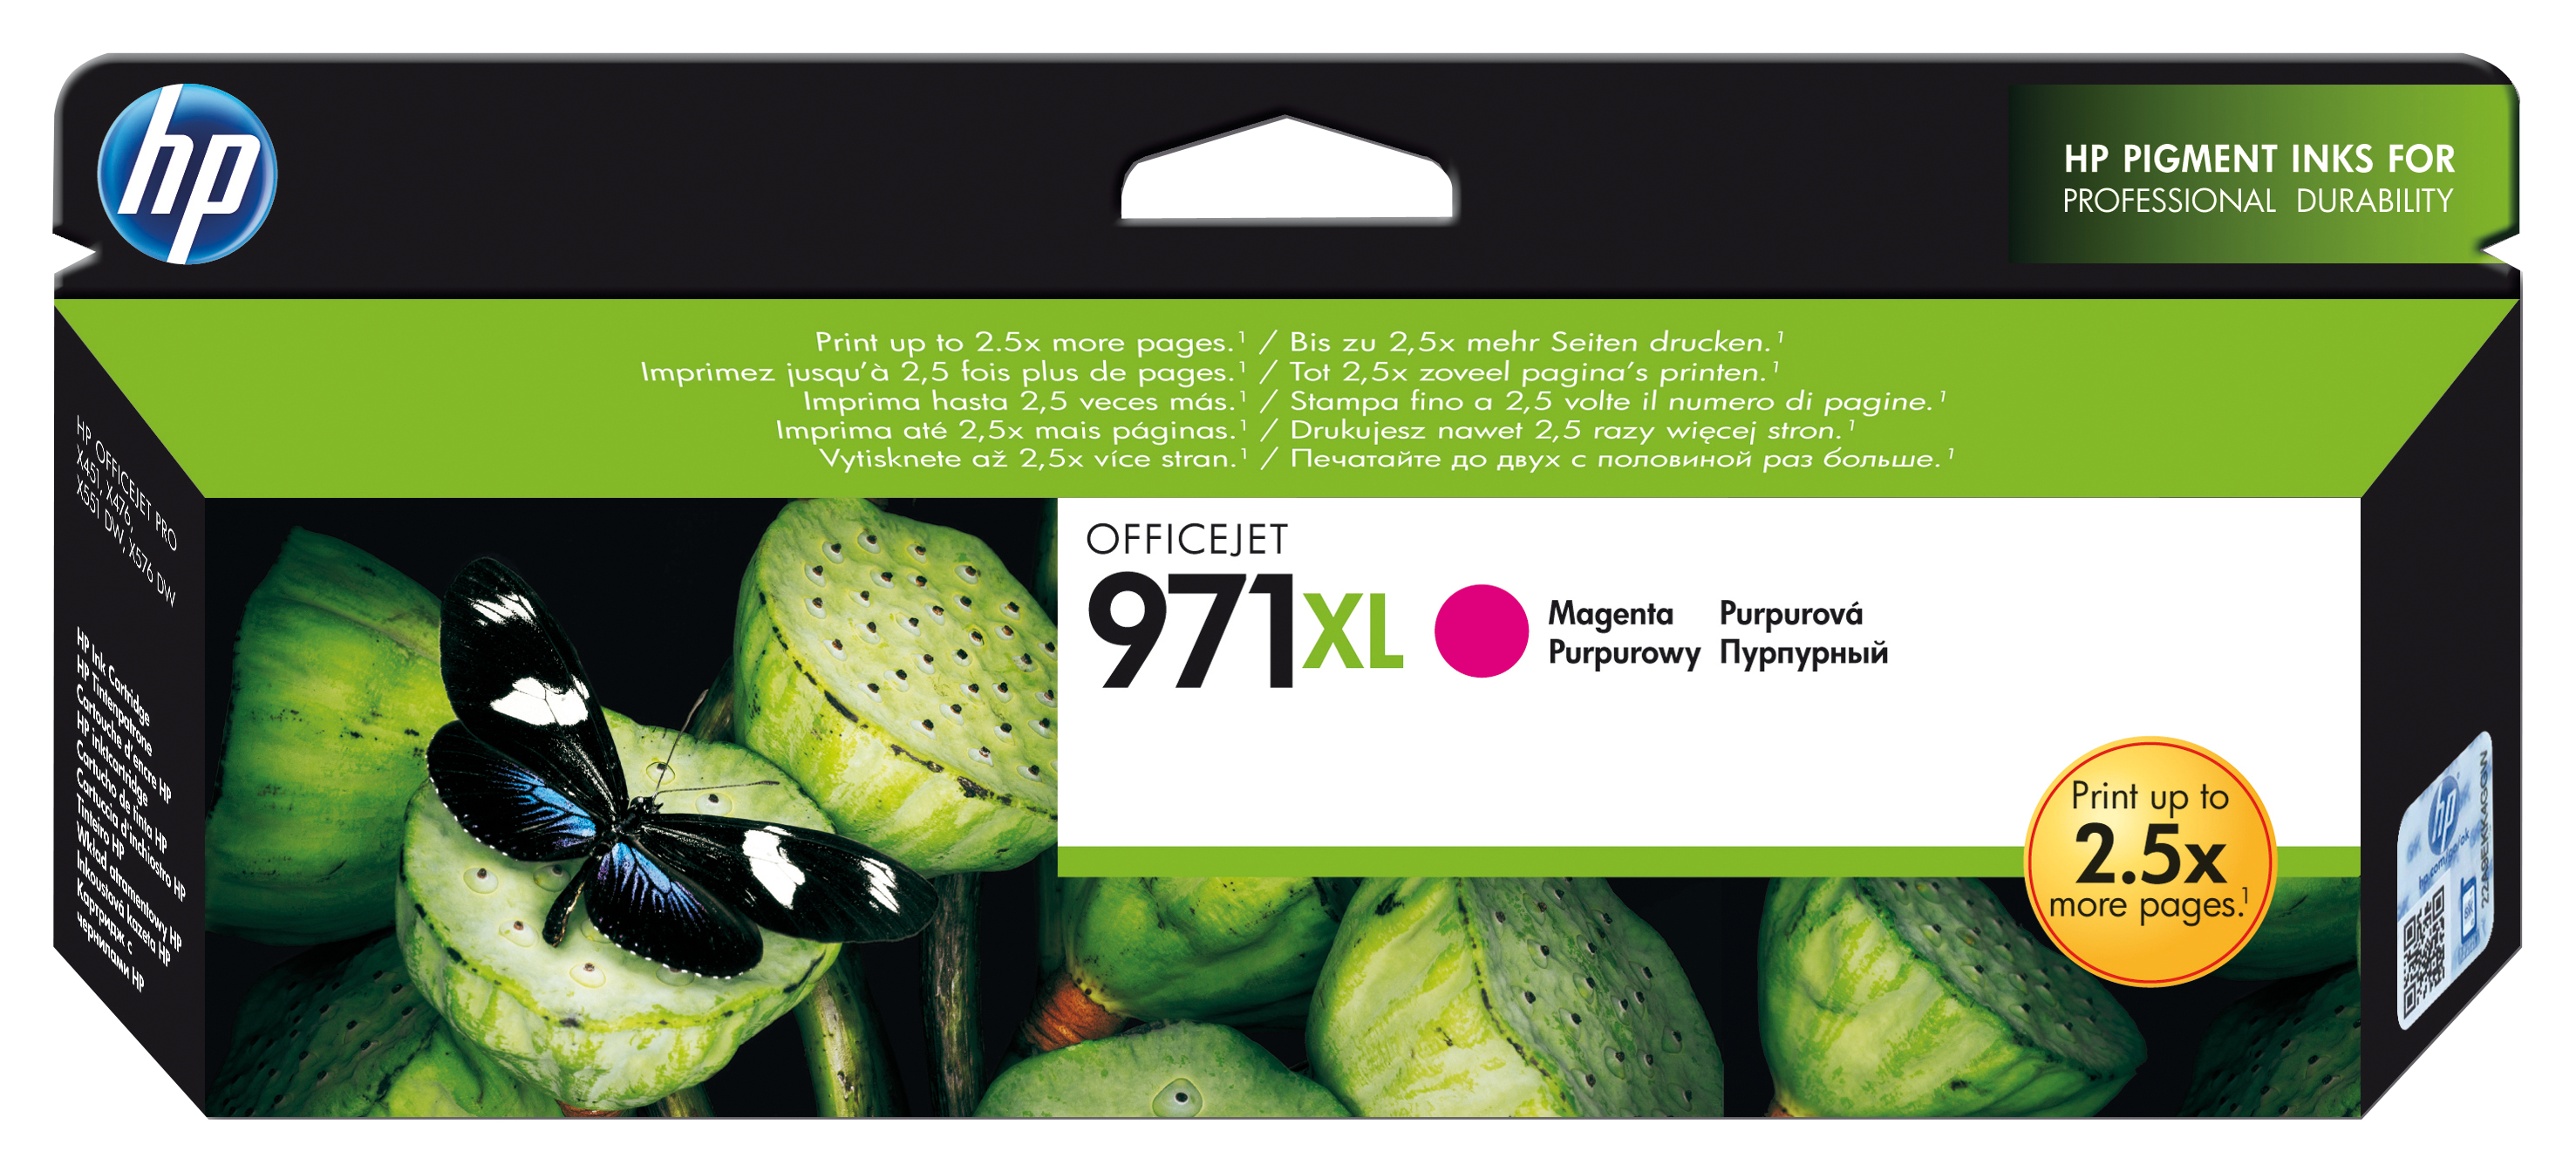 hp
HP PIGMENT INKS FOR
PROFESSIONAL DURABILITY
Print up to 2.5x more pages.¹ / Bis zu 2,5x mehr Seiten drucken.¹
Imprimez jusqu'à 2,5 fois plus de pages.¹ / Tot 2,5x zoveel pagina's printen.¹
Imprima hasta 2,5 veces más.¹ / Stampa fino a 2,5 volte il numero di pagine.¹
Imprima até 2,5x mais páginas.¹ / Drukujesz nawet 2,5 razy więcej stron.¹
Vytisknete až 2,5x více stran.¹ / Печатайте до двух с половиной раз больше.¹
HP OFFICEJET PRO
X451, X476,
X551 DW, X576 DW
HP Ink Cartridge
HP Tintenpatrone
Cartouche d'encre HP
HP inktcartridge
Cartucho de tinta HP
Cartuccia d'inchiostro HP
Tinteiro HP
Wkład atramentowy HP
Inkoustová kazeta HP
Картридж с
чернилами HP
OFFICEJET
971XL
Magenta Purpurová
Purpurowy Пурпурный
Print up to
2.5x
more pages.¹
hp
hp.com/go/ok
OK